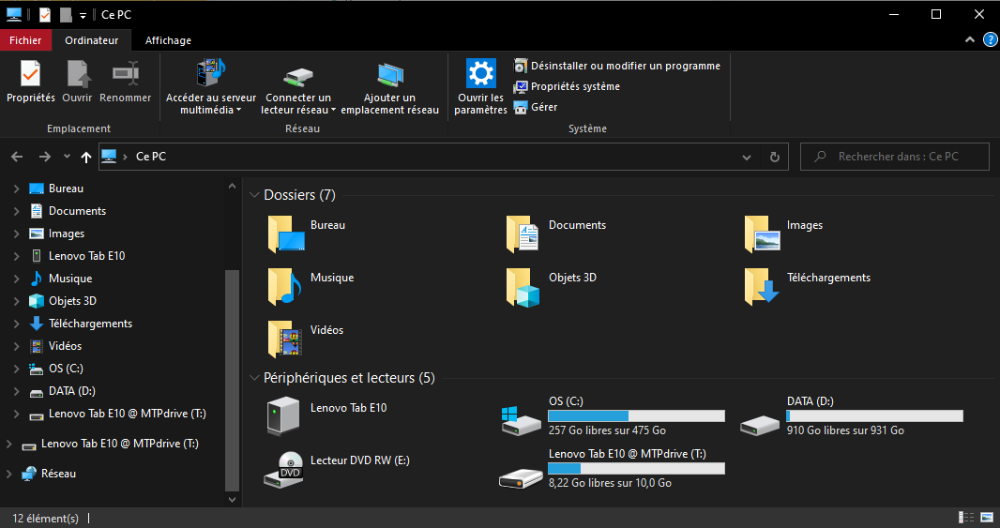 Ce PC
Fichier
Ordinateur
Affichage
?
Propriétés
Ouvrir
Renommer
Accéder au serveur
multimédia
Connecter un
lecteur réseau
Ajouter un
emplacement réseau
Ouvrir les
paramètres
Désinstaller ou modifier un programme
Propriétés système
Gérer
Emplacement
Réseau
Système
Ce PC
Rechercher dans : Ce PC
Bureau
Documents
Images
Lenovo Tab E10
Musique
Objets 3D
Téléchargements
Vidéos
OS (C:)
DATA (D:)
Lenovo Tab E10 @ MTPdrive (T:)
Lenovo Tab E10 @ MTPdrive (T:)
Réseau
Dossiers (7)
Bureau
Documents
Images
Musique
Objets 3D
Téléchargements
Vidéos
Périphériques et lecteurs (5)
Lenovo Tab E10
OS (C:)
257 Go libres sur 475 Go
DATA (D:)
910 Go libres sur 931 Go
DVD
Lecteur DVD RW (E:)
Lenovo Tab E10 @ MTPdrive (T:)
8,22 Go libres sur 10,0 Go
12 élément(s)